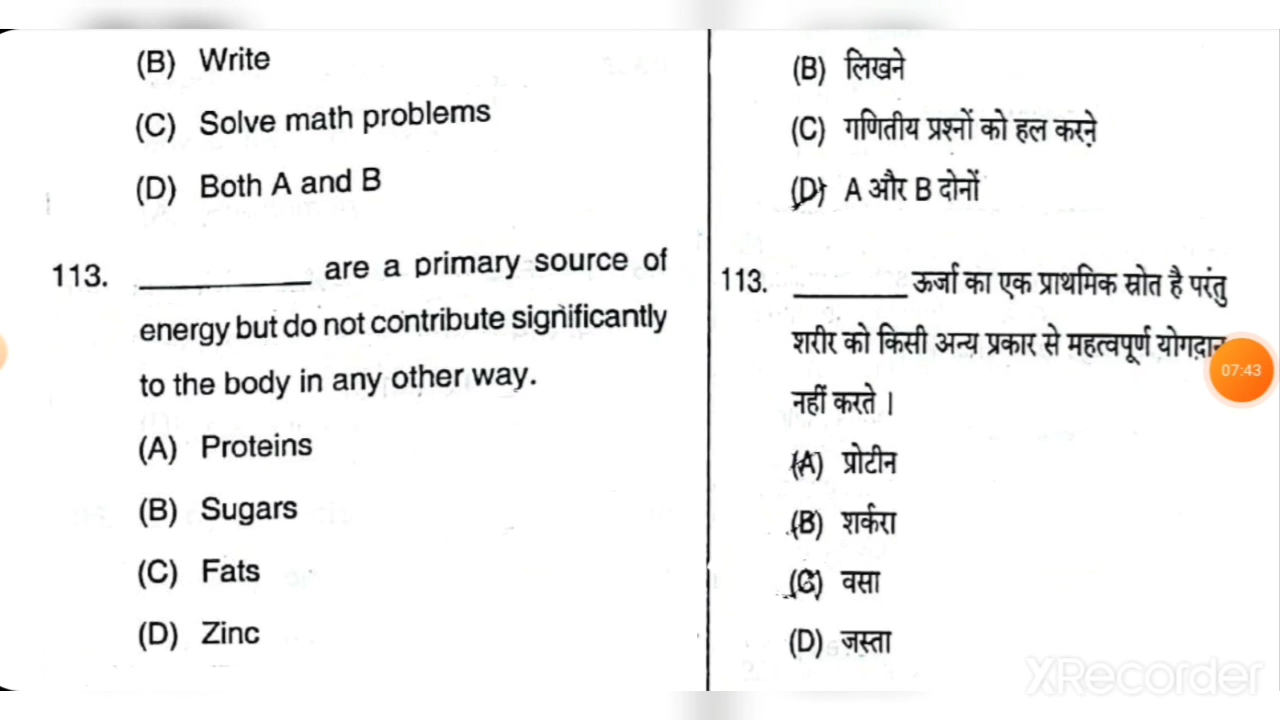 (B) Write
(C) Solve math problems
(D) Both A and B
113. __________ are a primary source of
energy but do not contribute significantly
to the body in any other way.
(A) Proteins
(B) Sugars
(C) Fats
(D) Zinc
(B) लिखने
(C) गणितीय प्रश्नों को हल करने
(D) A और B दोनों
113. ________ ऊर्जा का एक प्राथमिक स्रोत है परंतु
शरीर को किसी अन्य प्रकार से महत्वपूर्ण योगदान
नहीं करते ।
(A) प्रोटीन
(B) शर्करा
(C) वसा
(D) जस्ता
07:43
XRecorder